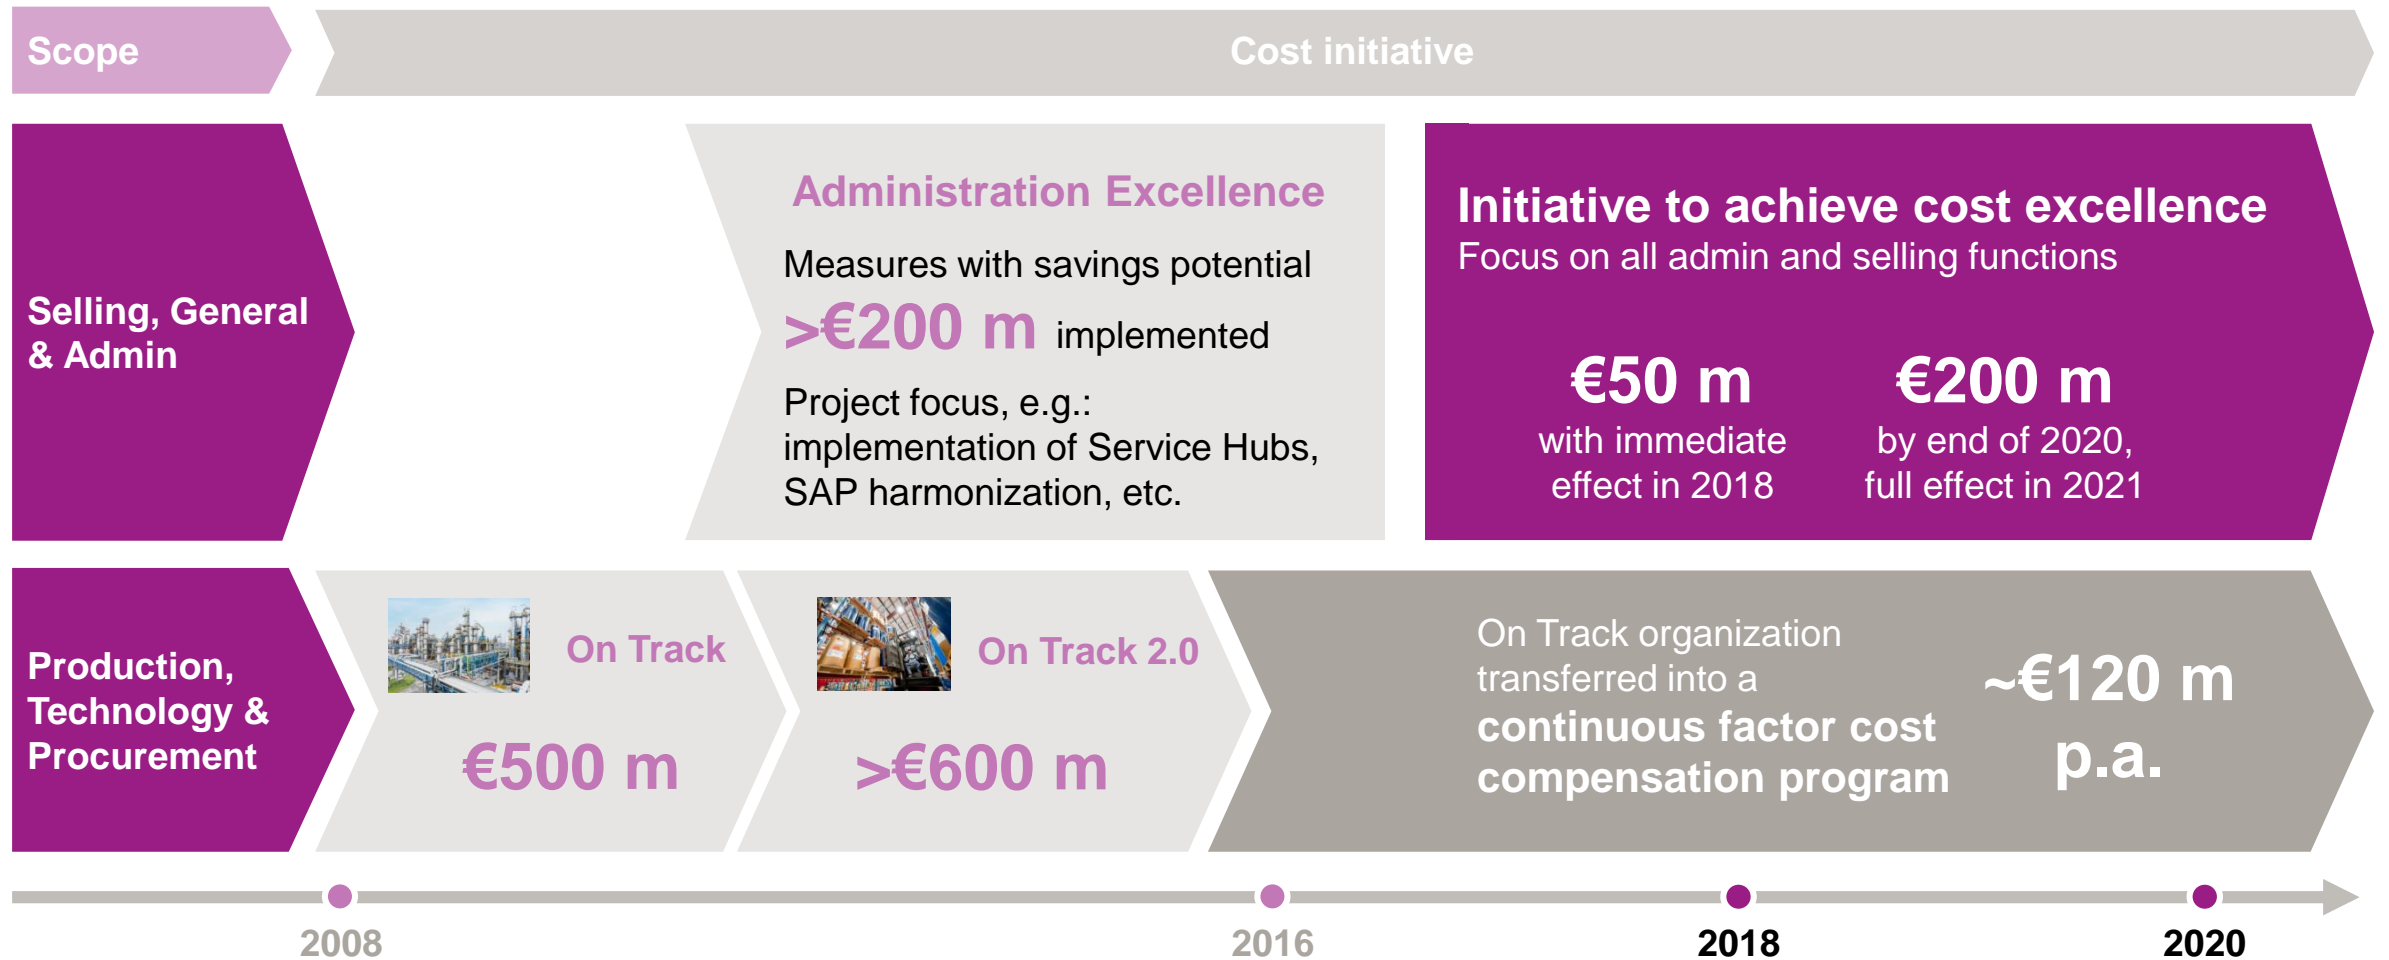 Scope
Cost initiative
Selling, General
& Admin
Administration Excellence
Measures with savings potential
>€200 m implemented
Project focus, e.g.:
implementation of Service Hubs,
SAP harmonization, etc.
Initiative to achieve cost excellence
Focus on all admin and selling functions
€50 m
with immediate
effect in 2018
€200 m
by end of 2020,
full effect in 2021
Production,
Technology &
Procurement
On Track
€500 m
On Track 2.0
>€600 m
On Track organization
transferred into a
continuous factor cost
compensation program
~€120 m
p.a.
2008
2016
2018
2020